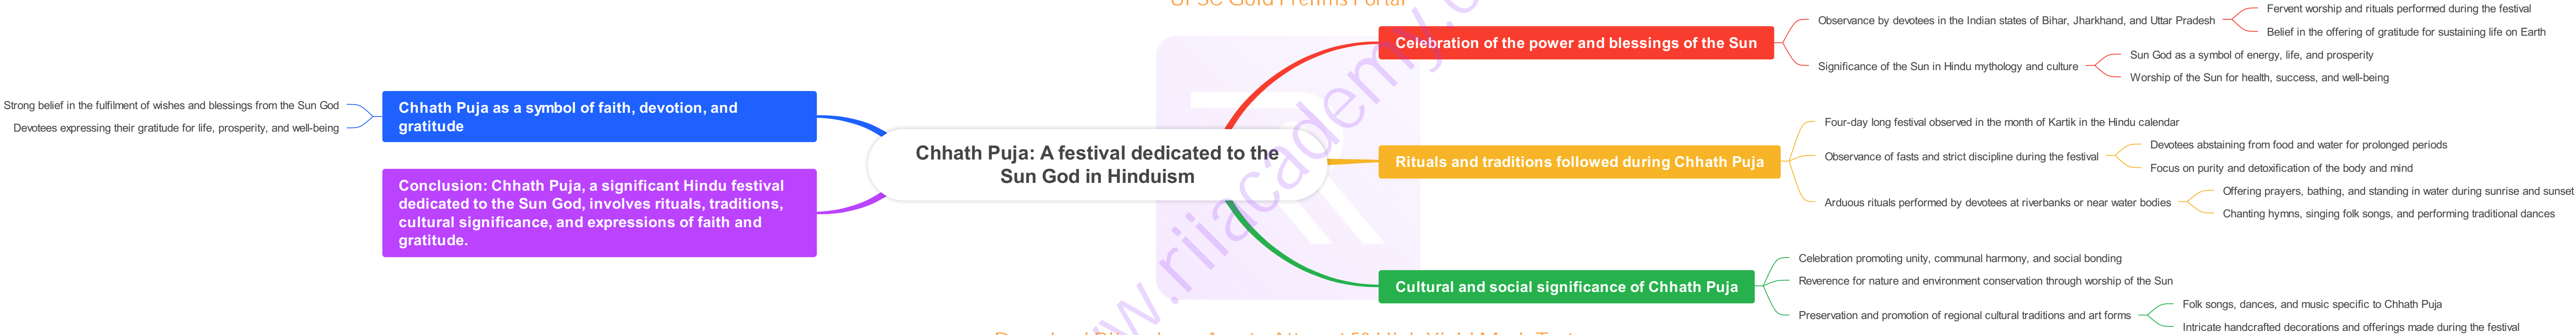 UPSC Gold Prelims Portal
Chhath Puja: A festival dedicated to the
Sun God in Hinduism
Celebration of the power and blessings of the Sun
Observance by devotees in the Indian states of Bihar, Jharkhand, and Uttar Pradesh
Fervent worship and rituals performed during the festival
Belief in the offering of gratitude for sustaining life on Earth
Significance of the Sun in Hindu mythology and culture
Sun God as a symbol of energy, life, and prosperity
Worship of the Sun for health, success, and well-being
Rituals and traditions followed during Chhath Puja
Four-day long festival observed in the month of Kartik in the Hindu calendar
Observance of fasts and strict discipline during the festival
Devotees abstaining from food and water for prolonged periods
Focus on purity and detoxification of the body and mind
Arduous rituals performed by devotees at riverbanks or near water bodies
Offering prayers, bathing, and standing in water during sunrise and sunset
Chanting hymns, singing folk songs, and performing traditional dances
Cultural and social significance of Chhath Puja
Celebration promoting unity, communal harmony, and social bonding
Reverence for nature and environment conservation through worship of the Sun
Preservation and promotion of regional cultural traditions and art forms
Folk songs, dances, and music specific to Chhath Puja
Intricate handcrafted decorations and offerings made during the festival
Chhath Puja as a symbol of faith, devotion, and
gratitude
Strong belief in the fulfilment of wishes and blessings from the Sun God
Devotees expressing their gratitude for life, prosperity, and well-being
Conclusion: Chhath Puja, a significant Hindu festival
dedicated to the Sun God, involves rituals, traditions,
cultural significance, and expressions of faith and
gratitude.